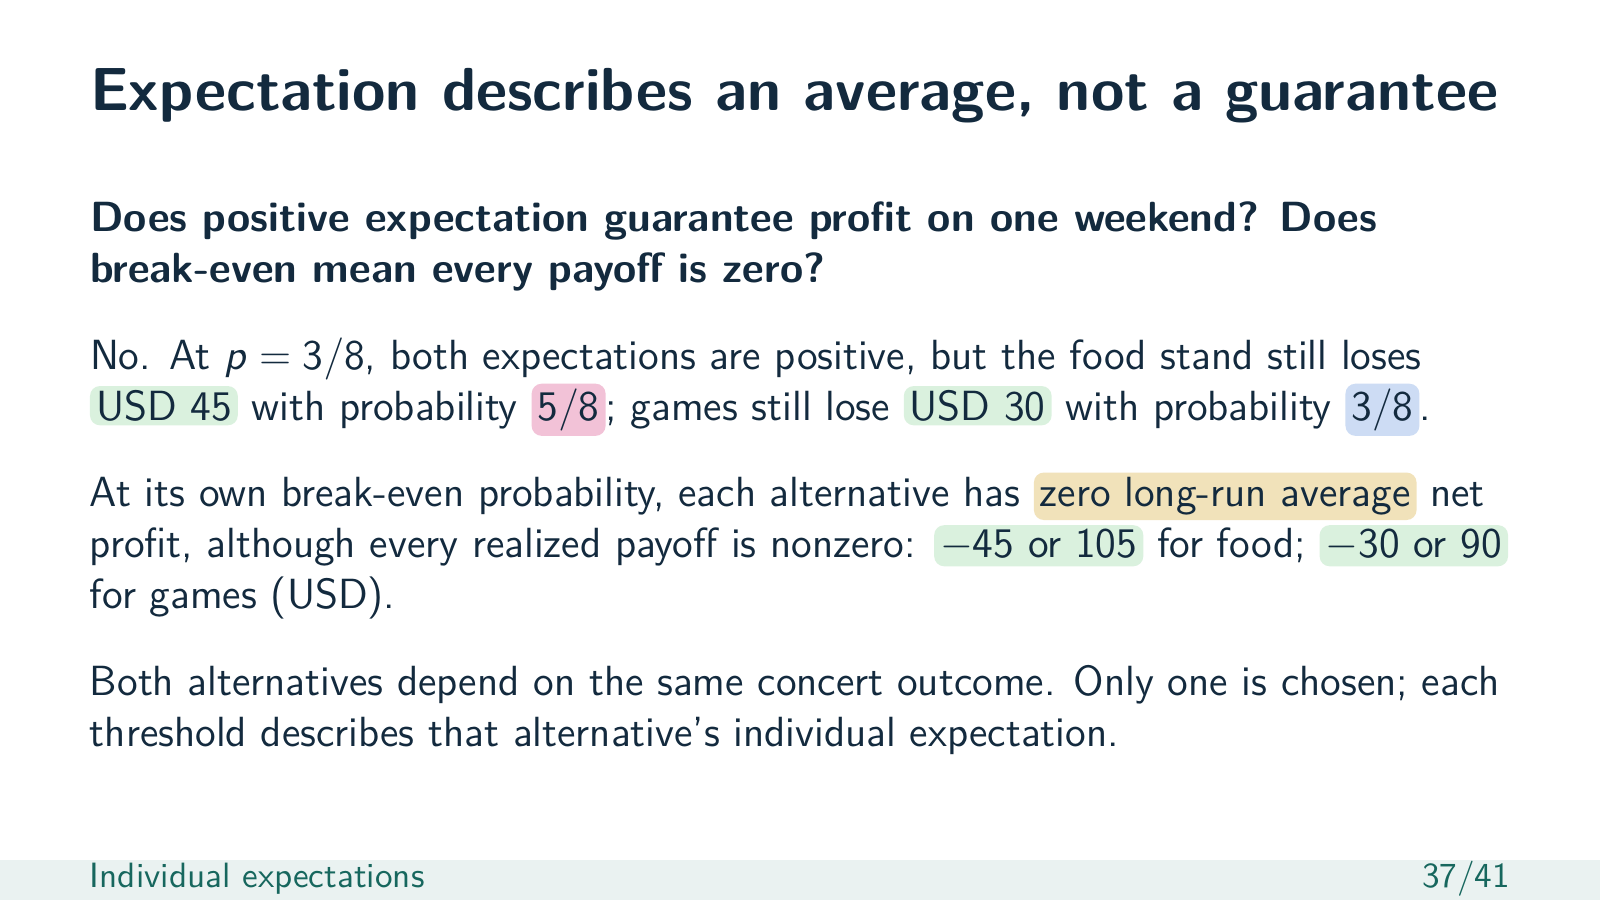 Expectation describes an average, not a guarantee
Does positive expectation guarantee profit on one weekend? Does
break-even mean every payoff is zero?
No. At p = 3/8, both expectations are positive, but the food stand still loses
USD 45 with probability 5/8; games still lose USD 30 with probability 3/8.
At its own break-even probability, each alternative has zero long-run average net
profit, although every realized payoff is nonzero: −45 or 105 for food; −30 or 90
for games (USD).
Both alternatives depend on the same concert outcome. Only one is chosen; each
threshold describes that alternative’s individual expectation.
Individual expectations
37/41